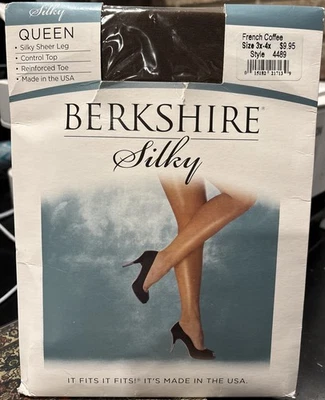 Silky
QUEEN
• Silky Sheer Leg
• Control Top
• Reinforced Toe
• Made in the USA
French Coffee
Size 3x-4x $9.95
Style 4489
BERKSHIRE
Silky
IT FITS IT FITS!® IT'S MADE IN THE USA.